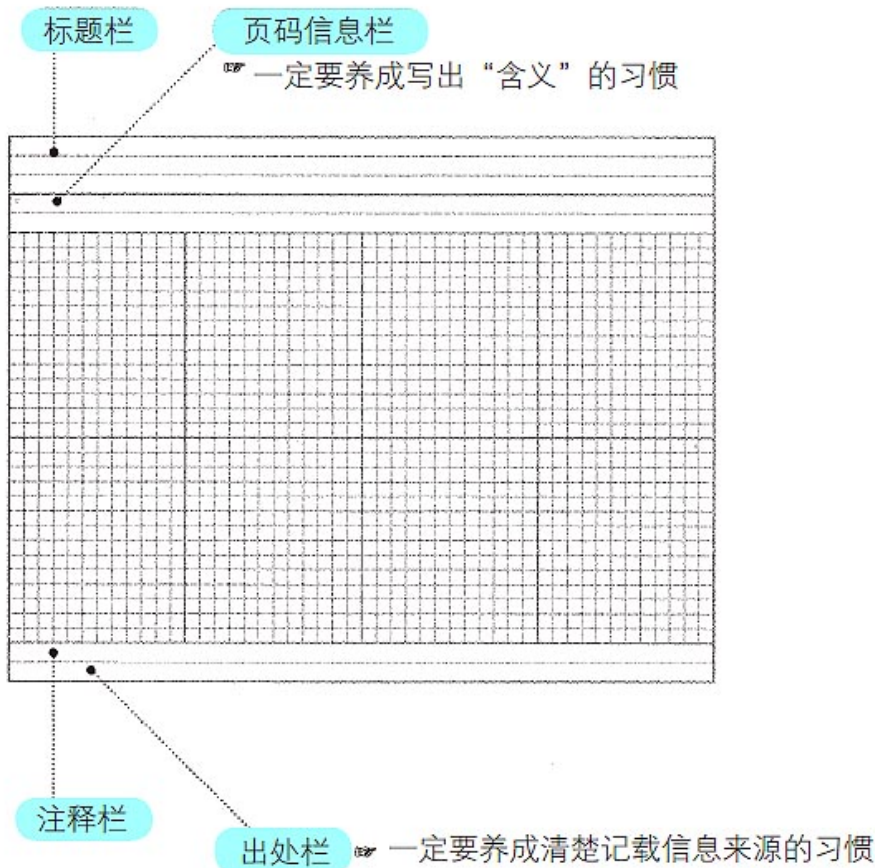 标题栏
页码信息栏
☞ 一定要养成写出“含义”的习惯
注释栏
出处栏
☞ 一定要养成清楚记载信息来源的习惯